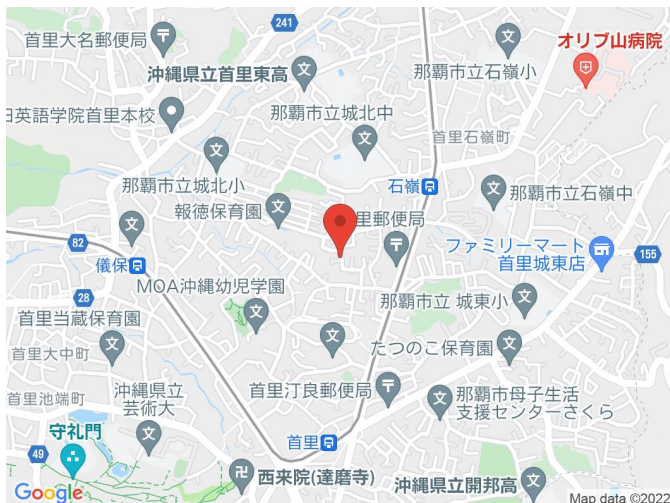 241
首里大名郵便局
沖縄県立首里東高
那覇市立石嶺小
オリブ山病院
田英語学院首里本校
那覇市立城北中
首里石嶺町
那覇市立城北小
石嶺
那覇市立石嶺中
報徳保育園
里郵便局
82
儀保
ファミリーマート
首里城東店
155
28
MOA沖縄幼児学園
那覇市立 城東小
首里当蔵保育園
首里大中町
たつのこ保育園
首里汀良郵便局
沖縄県立
芸術大
首里池端町
那覇市母子生活
支援センターさくら
守礼門
首里
49
西来院(達磨寺)
沖縄県立開邦高
Google
Map data ©2022